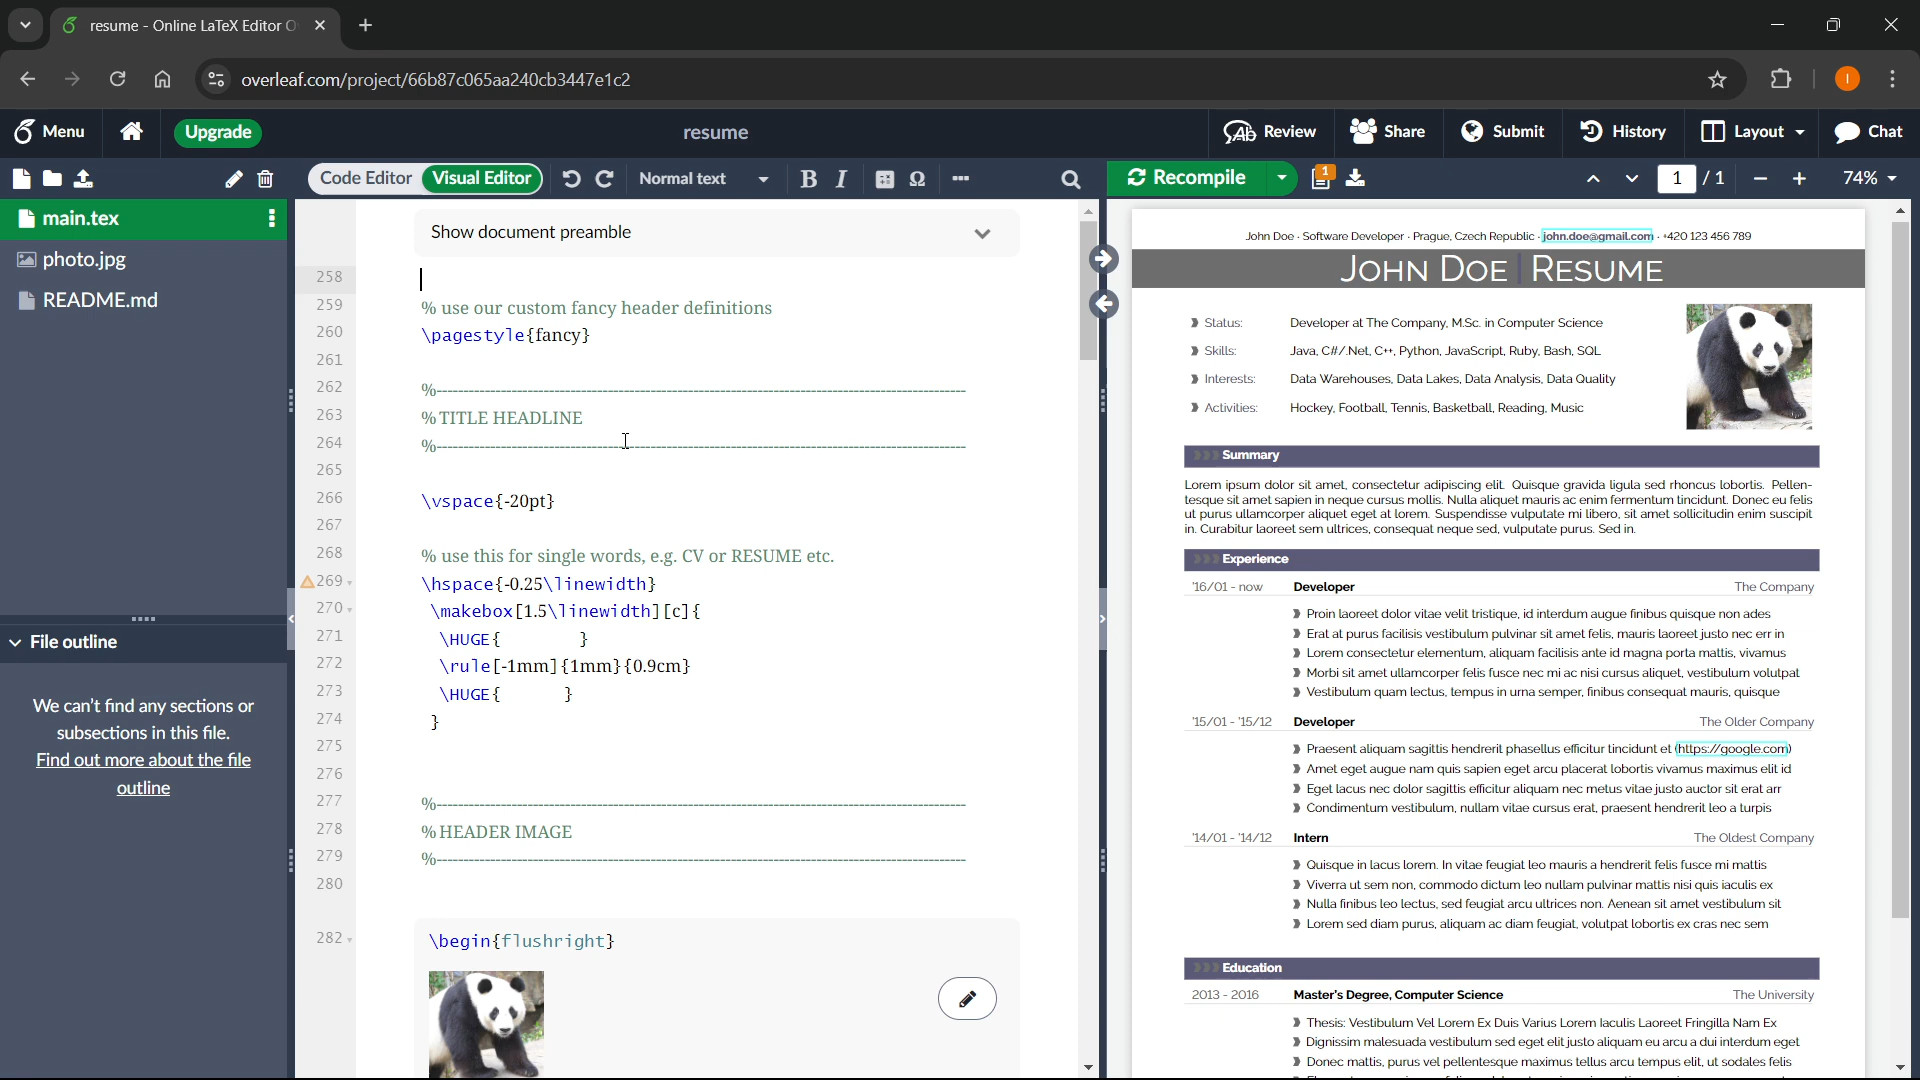 resume - Online LaTeX Editor O
overleaf.com/project/66b87c065aa240cb3447e1c2
I
Menu
Upgrade
resume
Review
Share
Submit
History
Layout
Chat
Code Editor
Visual Editor
Normal text
B I Ω
Recompile
1
1 / 1
74%
main.tex
photo.jpg
README.md
File outline
We can't find any sections or
subsections in this file.
Find out more about the file
outline
Show document preamble
258
259 % use our custom fancy header definitions
260 \pagestyle{fancy}
261
262 %----------------------------------------------------------------------------------------
263 % TITLE HEADLINE
264 %----------------------------------------------------------------------------------------
265
266 \vspace{-20pt}
267
268 % use this for single words, e.g. CV or RESUME etc.
269 \hspace{-0.25\linewidth}
270 \makebox[1.5\linewidth][c]{
271 \HUGE{ }
272 \rule[-1mm]{1mm}{0.9cm}
273 \HUGE{ }
274 }
275
276
277 %----------------------------------------------------------------------------------------
278 % HEADER IMAGE
279 %----------------------------------------------------------------------------------------
280
282 \begin{flushright}
John Doe · Software Developer · Prague, Czech Republic · john.doe@gmail.com · +420 123 456 789
JOHN DOE | RESUME
Status: Developer at The Company, M.Sc. in Computer Science
Skills: Java, C#/.Net, C++, Python, JavaScript, Ruby, Bash, SQL
Interests: Data Warehouses, Data Lakes, Data Analysis, Data Quality
Activities: Hockey, Football, Tennis, Basketball, Reading, Music
Summary
Lorem ipsum dolor sit amet, consectetur adipiscing elit. Quisque gravida ligula sed rhoncus lobortis. Pellen-
tesque sit amet sapien in neque cursus mollis. Nulla aliquet mauris ac enim fermentum tincidunt. Donec eu felis
ut purus ullamcorper aliquet eget at lorem. Suspendisse vulputate mi libero, sit amet sollicitudin enim suscipit
in. Curabitur laoreet sem ultrices, consequat neque sed, vulputate purus. Sed in.
Experience
'16/01 - now Developer The Company
Proin laoreet dolor vitae velit tristique, id interdum augue finibus quisque non ades
Erat at purus facilisis vestibulum pulvinar sit amet felis, mauris laoreet justo nec err in
Lorem consectetur elementum, aliquam facilisis ante id magna porta mattis, vivamus
Morbi sit amet ullamcorper felis fusce nec mi ac nisi cursus aliquet, vestibulum volutpat
Vestibulum quam lectus, tempus in urna semper, finibus consequat mauris, quisque
'15/01 - '15/12 Developer The Older Company
Praesent aliquam sagittis hendrerit phasellus efficitur tincidunt et (https://google.com)
Amet eget augue nam quis sapien eget arcu placerat lobortis vivamus maximus elit id
Eget lacus nec dolor sagittis efficitur aliquam nec metus vitae justo auctor sit erat arr
Condimentum vestibulum, nullam vitae cursus erat, praesent hendrerit leo a turpis
'14/01 - '14/12 Intern The Oldest Company
Quisque in lacus lorem. In vitae feugiat leo mauris a hendrerit felis fusce mi mattis
Viverra ut sem non, commodo dictum leo nullam pulvinar mattis nisi quis iaculis ex
Nulla finibus leo lectus, sed feugiat arcu ultrices non. Aenean sit amet vestibulum sit
Lorem sed diam purus, aliquam ac diam feugiat, volutpat lobortis ex cras nec sem
Education
2013 - 2016 Master's Degree, Computer Science The University
Thesis: Vestibulum Vel Lorem Ex Duis Varius Lorem Iaculis Laoreet Fringilla Nam Ex
Dignissim malesuada vestibulum sed eget elit justo aliquam eu arcu a dui interdum eget
Donec mattis, purus vel pellentesque maximus tellus arcu tempus elit, ut sodales felis